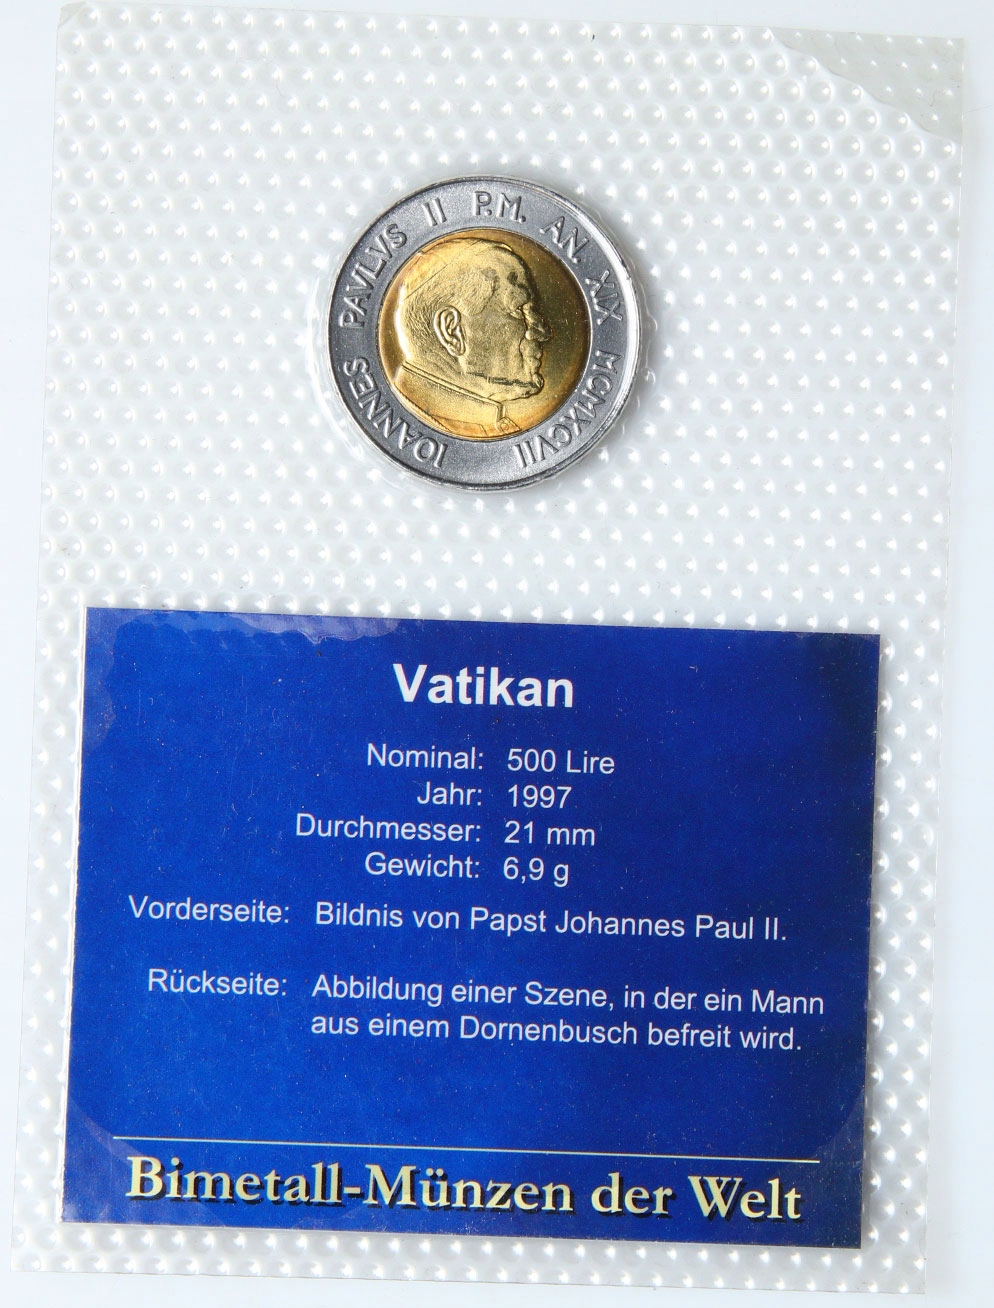 IOANNES PAVLVS II P.M. AN. XIX MCMXCVII
Vatikan
Nominal: 500 Lire
Jahr: 1997
Durchmesser: 21 mm
Gewicht: 6,9 g
Vorderseite: Bildnis von Papst Johannes Paul II.
Rückseite: Abbildung einer Szene, in der ein Mann
aus einem Dornenbusch befreit wird.
Bimetall-Münzen der Welt